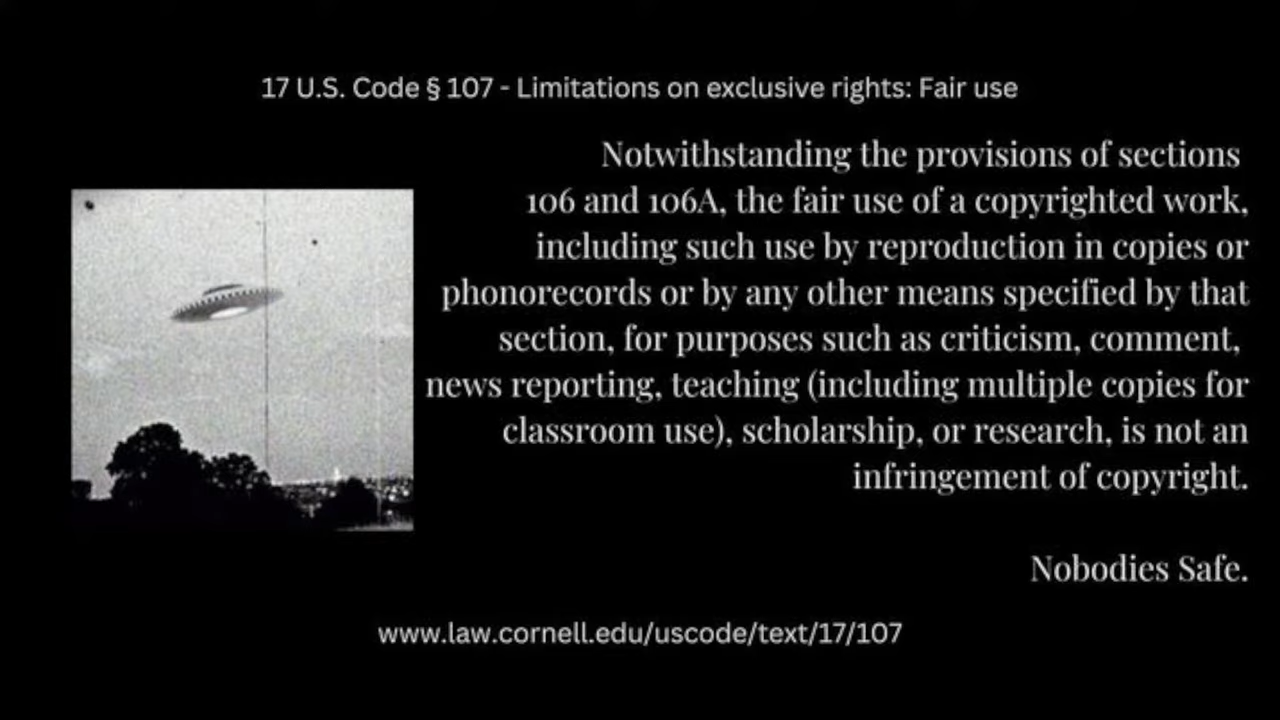 17 U.S. Code § 107 - Limitations on exclusive rights: Fair use
Notwithstanding the provisions of sections
106 and 106A, the fair use of a copyrighted work,
including such use by reproduction in copies or
phonorecords or by any other means specified by that
section, for purposes such as criticism, comment,
news reporting, teaching (including multiple copies for
classroom use), scholarship, or research, is not an
infringement of copyright.
Nobodies Safe.
www.law.cornell.edu/uscode/text/17/107